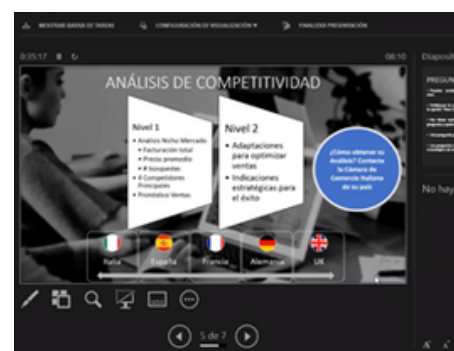 MOSTRAR BARRA DE TAREAS
CONFIGURACIÓN DE VISUALIZACIÓN ▼
FINALIZAR PRESENTACIÓN
0:35:17
08:10
Diaposit
ANÁLISIS DE COMPETITIVIDAD
PREGUN
Nivel 1
• Análisis Nicho Mercado
• Facturación total
• Precio promedio
• # búsquedas
• 4 Competidores
Principales
• Pronóstico Ventas
Nivel 2
• Adaptaciones
para optimizar
ventas
• Indicaciones
estratégicas para
el éxito
¿Cómo obtener su
Análisis? Contacte
la Cámara de
Comercio Italiana
de su país
No hay
Italia
España
Francia
Alemania
UK
5 de 7
A A